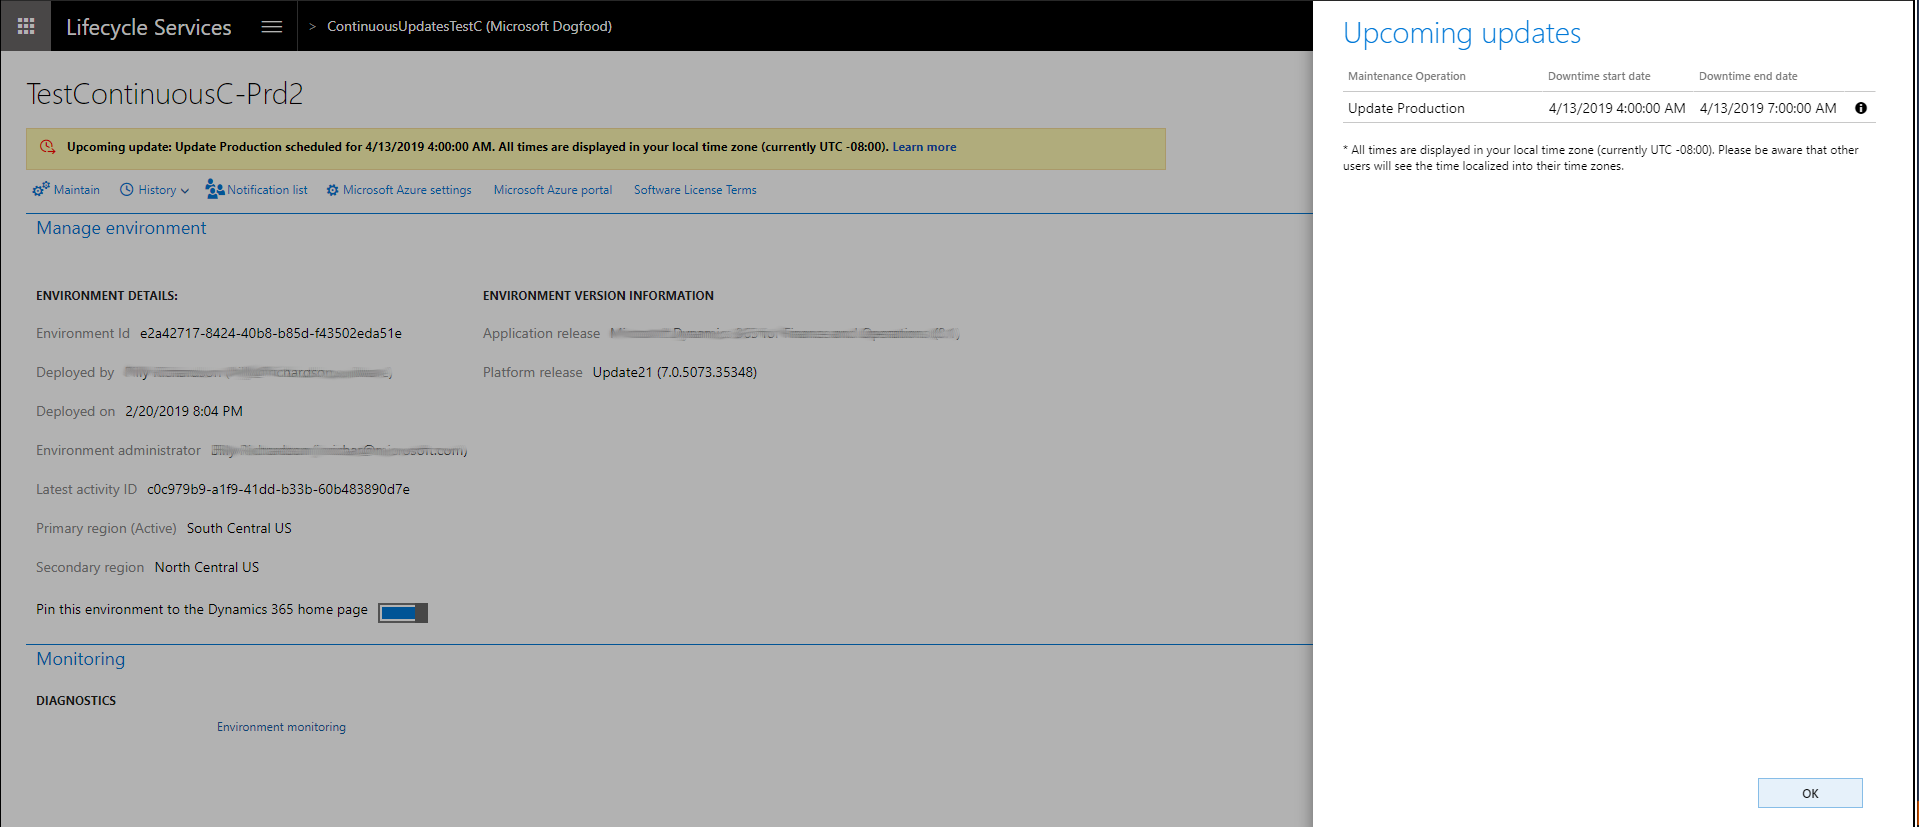 Lifecycle Services
> ContinuousUpdatesTestC (Microsoft Dogfood)
TestContinuousC-Prd2
Upcoming update: Update Production scheduled for 4/13/2019 4:00:00 AM. All times are displayed in your local time zone (currently UTC -08:00). Learn more
Maintain History Notification list Microsoft Azure settings Microsoft Azure portal Software License Terms
Manage environment
ENVIRONMENT DETAILS:
Environment Id e2a42717-8424-40b8-b85d-f43502eda51e
Deployed by
Deployed on 2/20/2019 8:04 PM
Environment administrator
Latest activity ID c0c979b9-a1f9-41dd-b33b-60b483890d7e
Primary region (Active) South Central US
Secondary region North Central US
Pin this environment to the Dynamics 365 home page
ENVIRONMENT VERSION INFORMATION
Application release
Platform release Update21 (7.0.5073.35348)
Monitoring
DIAGNOSTICS
Environment monitoring
Upcoming updates
Maintenance Operation Downtime start date Downtime end date
Update Production 4/13/2019 4:00:00 AM 4/13/2019 7:00:00 AM
* All times are displayed in your local time zone (currently UTC -08:00). Please be aware that other
users will see the time localized into their time zones.
OK